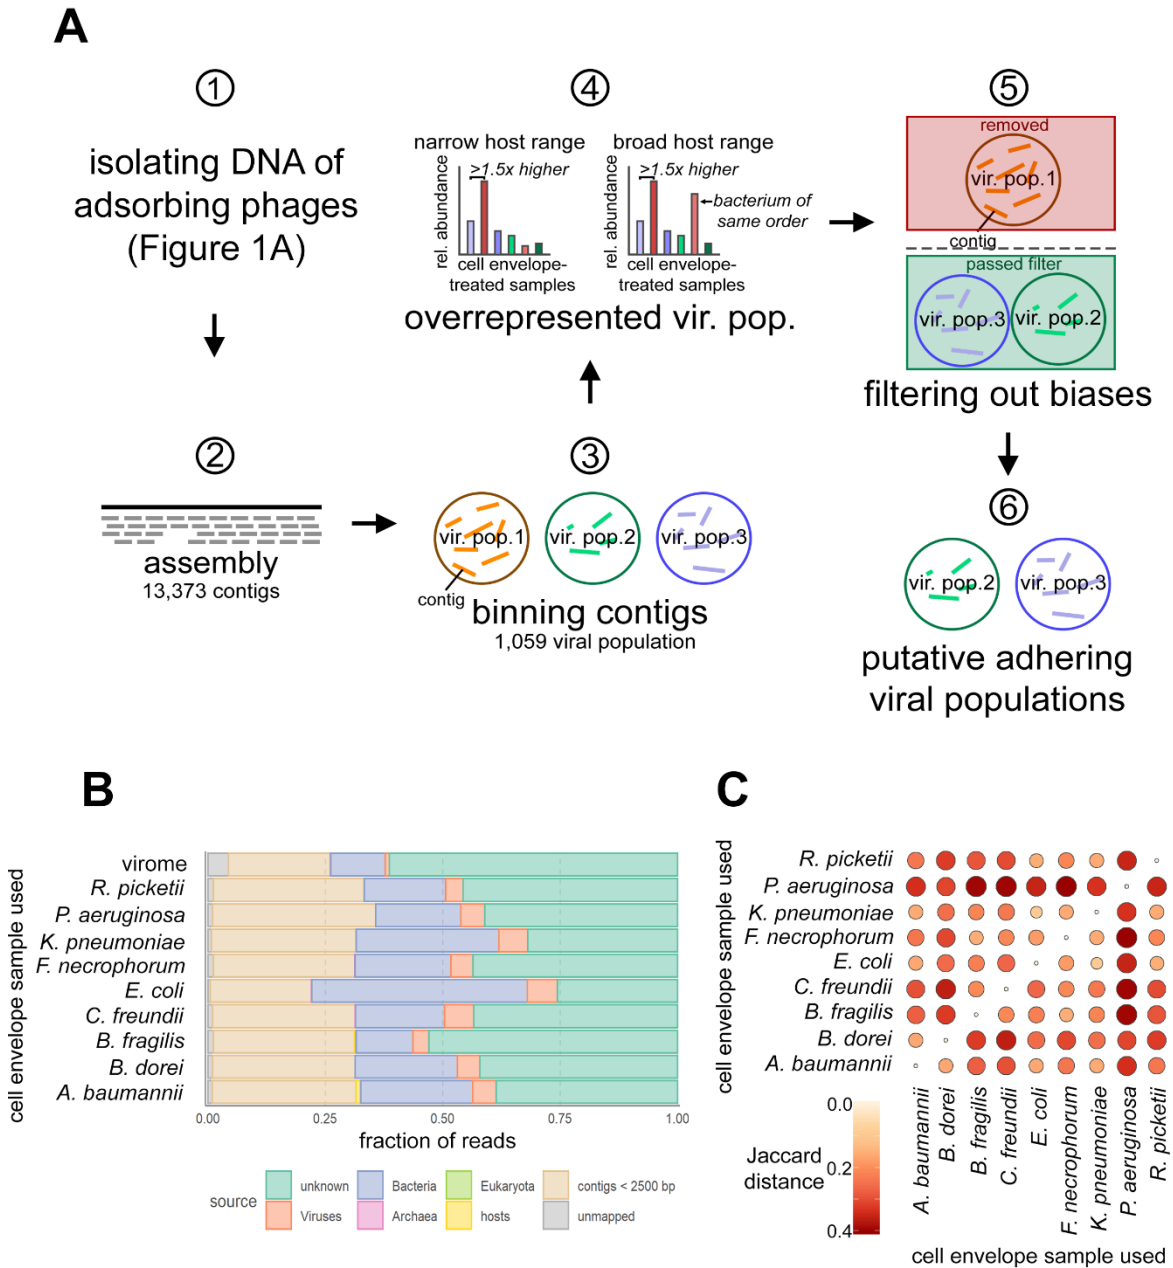 A
①
isolating DNA of
adsorbing phages
(Figure 1A)
②
assembly
13,373 contigs
③
vir. pop.1
vir. pop.2
vir. pop.3
contig
binning contigs
1,059 viral population
④
narrow host range
>1.5x higher
rel. abundance
cell envelope-
treated samples
broad host range
>1.5x higher
bacterium of
same order
rel. abundance
cell envelope-
treated samples
overrepresented vir. pop.
⑤
removed
vir. pop.1
contig
passed filter
vir. pop.3
vir. pop.2
filtering out biases
⑥
vir. pop.2
vir. pop.3
putative adhering
viral populations
B
cell envelope sample used
virome
R. picketii
P. aeruginosa
K. pneumoniae
F. necrophorum
E. coli
C. freundii
B. fragilis
B. dorei
A. baumannii
0.00
0.25
0.50
0.75
1.00
fraction of reads
source
unknown
Bacteria
Eukaryota
contigs < 2500 bp
Viruses
Archaea
hosts
unmapped
C
cell envelope sample used
R. picketii
P. aeruginosa
K. pneumoniae
F. necrophorum
E. coli
C. freundii
B. fragilis
B. dorei
A. baumannii
Jaccard
distance
0.0
0.2
0.4
A. baumannii
B. dorei
B. fragilis
C. freundii
E. coli
F. necrophorum
K. pneumoniae
P. aeruginosa
R. picketii
cell envelope sample used